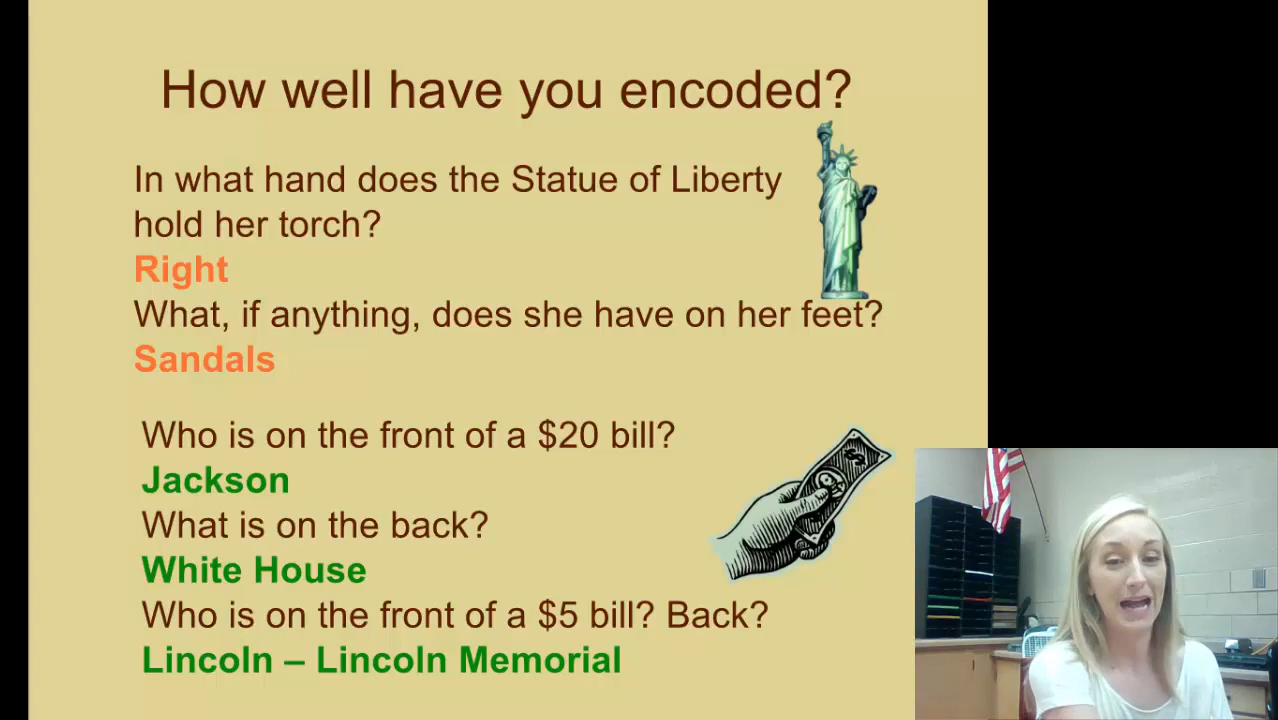 How well have you encoded?
In what hand does the Statue of Liberty
hold her torch?
Right
What, if anything, does she have on her feet?
Sandals
Who is on the front of a $20 bill?
Jackson
What is on the back?
White House
Who is on the front of a $5 bill? Back?
Lincoln – Lincoln Memorial